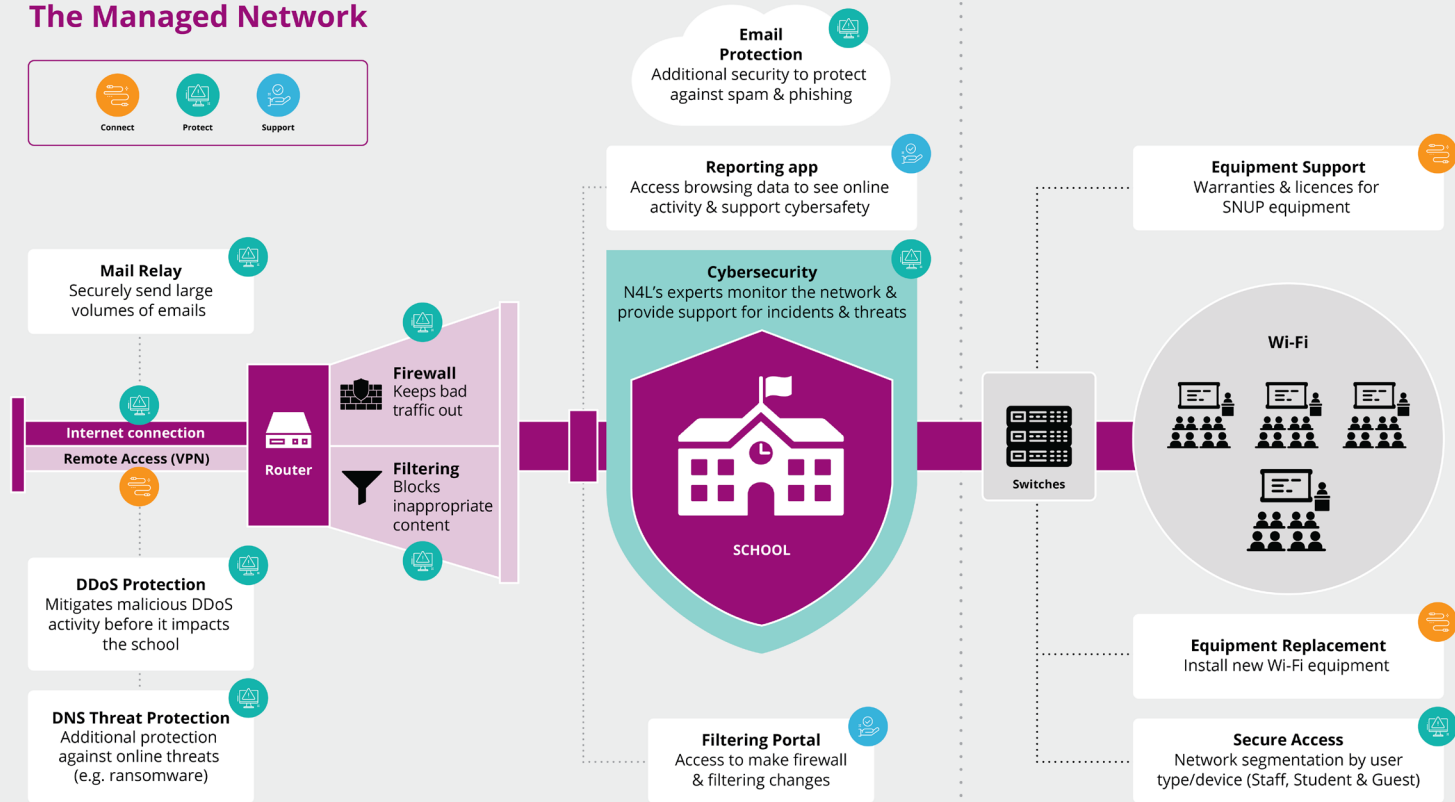 The Managed Network
Connect
Protect
Support
Email
Protection
Additional security to protect
against spam & phishing
Reporting app
Access browsing data to see online
activity & support cybersafety
Equipment Support
Warranties & licences for
SNUP equipment
Mail Relay
Securely send large
volumes of emails
Cybersecurity
N4L's experts monitor the network &
provide support for incidents & threats
Internet connection
Remote Access (VPN)
Router
Firewall
Keeps bad
traffic out
Filtering
Blocks
inappropriate
content
SCHOOL
Switches
Wi-Fi
DDoS Protection
Mitigates malicious DDoS
activity before it impacts
the school
DNS Threat Protection
Additional protection
against online threats
(e.g. ransomware)
Filtering Portal
Access to make firewall
& filtering changes
Equipment Replacement
Install new Wi-Fi equipment
Secure Access
Network segmentation by user
type/device (Staff, Student & Guest)